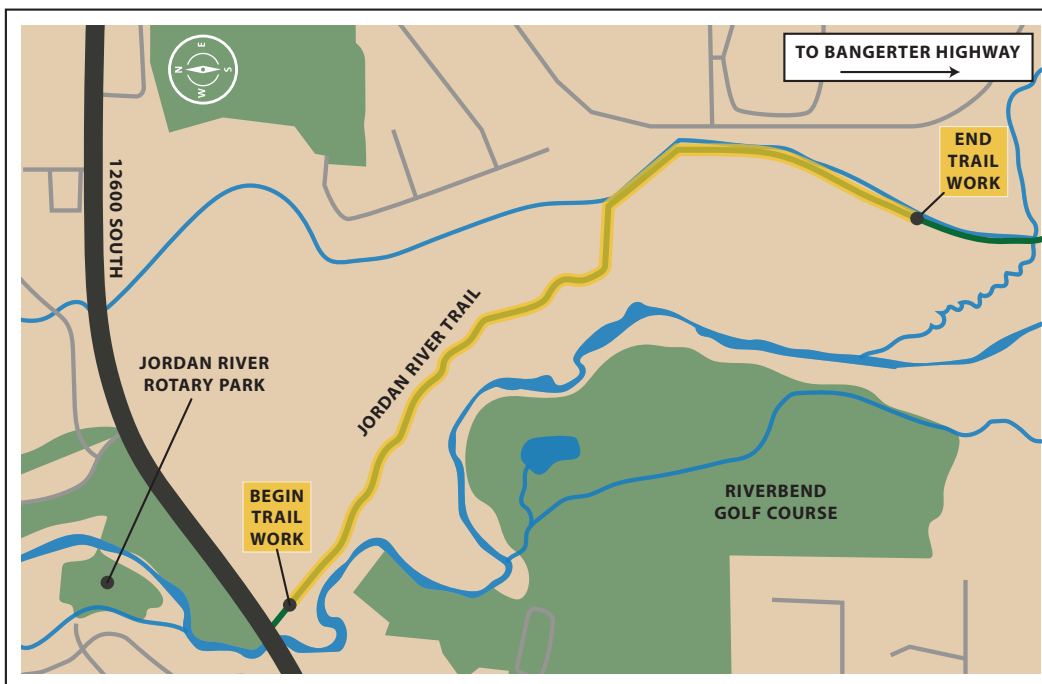 E
N
S
W
TO BANGERTER HIGHWAY
END
TRAIL
WORK
12600 SOUTH
JORDAN RIVER TRAIL
JORDAN RIVER
ROTARY PARK
BEGIN
TRAIL
WORK
RIVERBEND
GOLF COURSE